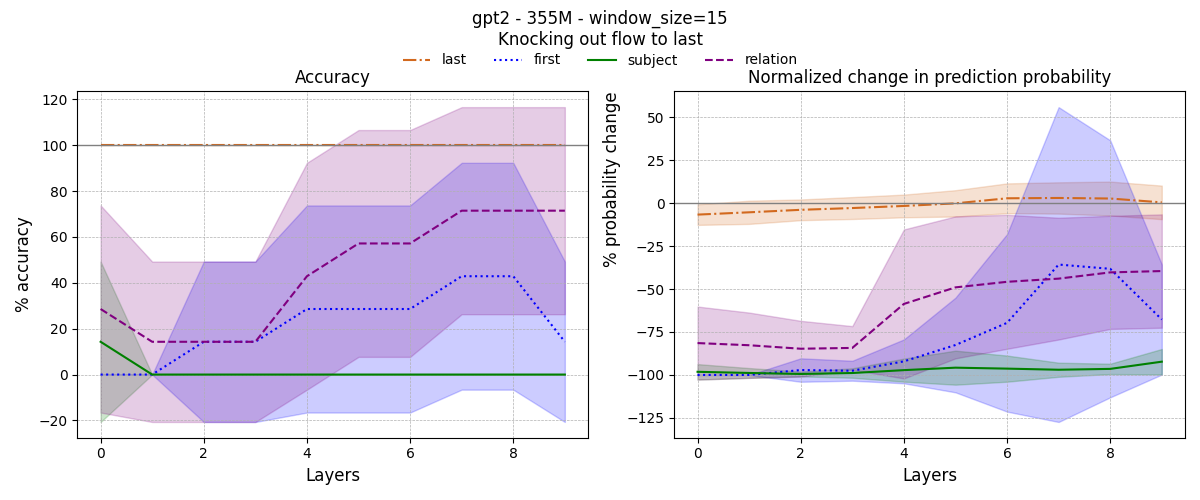 gpt2 - 355M - window_size=15
Knocking out flow to last
last first subject relation
Accuracy
% accuracy
120
100
80
60
40
20
0
−20
0 2 4 6 8
Layers
Normalized change in prediction probability
% probability change
50
25
0
−25
−50
−75
−100
−125
0 2 4 6 8
Layers